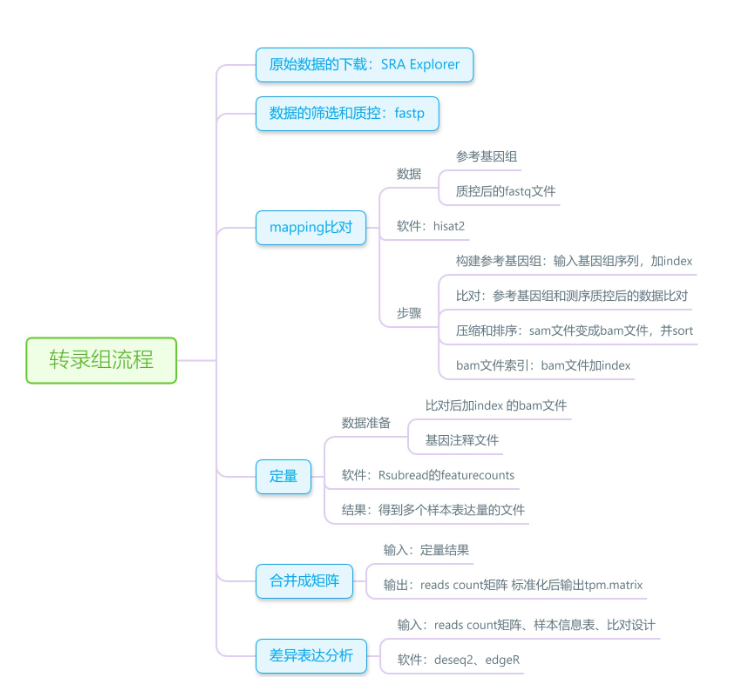 转录组流程
原始数据的下载：SRA Explorer
数据的筛选和质控：fastp
mapping比对
数据
参考基因组
质控后的fastq文件
软件：hisat2
步骤
构建参考基因组：输入基因组序列，加index
比对：参考基因组和测序质控后的数据比对
压缩和排序：sam文件变成bam文件，并sort
bam文件索引：bam文件加index
定量
数据准备
比对后加index 的bam文件
基因注释文件
软件：Rsubread的featurecounts
结果：得到多个样本表达量的文件
合并成矩阵
输入：定量结果
输出：reads count矩阵 标准化后输出tpm.matrix
差异表达分析
输入：reads count矩阵、样本信息表、比对设计
软件：deseq2、edgeR